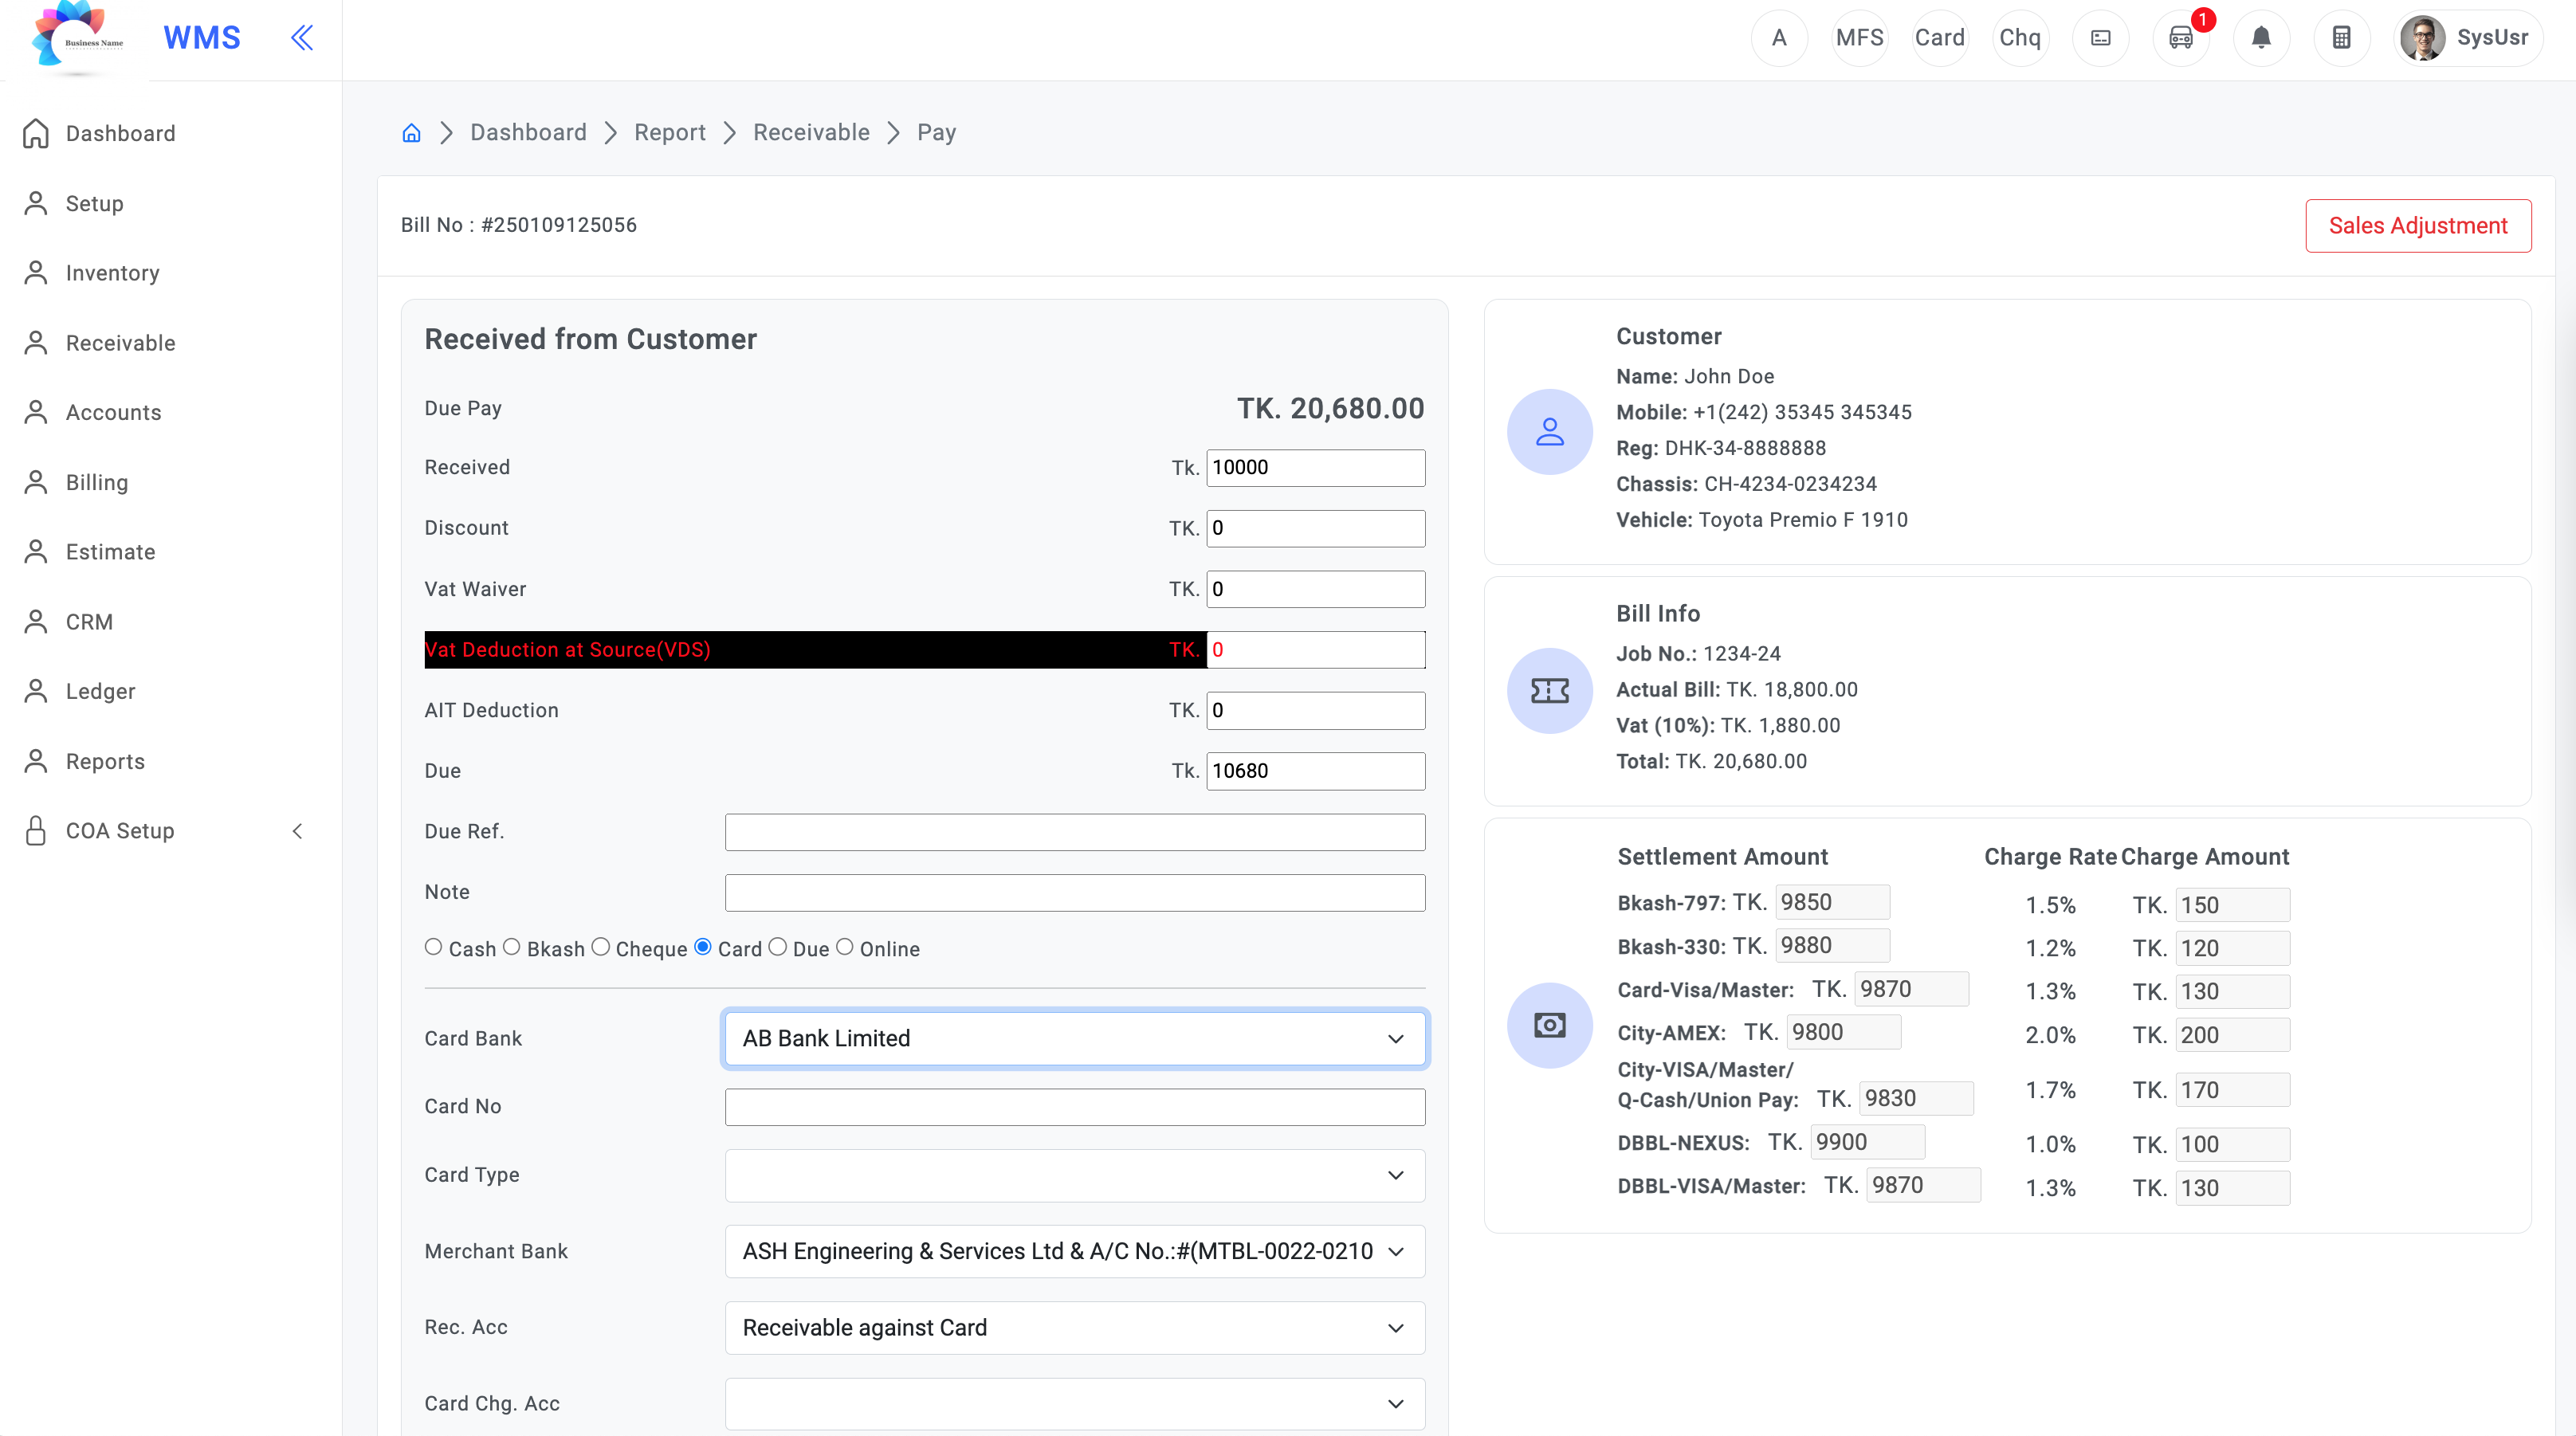 Business Name
WMS
A
MFS
Card
Chq
1
SysUsr
Dashboard
Setup
Inventory
Receivable
Accounts
Billing
Estimate
CRM
Ledger
Reports
COA Setup
Dashboard Report Receivable Pay
Bill No : #250109125056
Sales Adjustment
Received from Customer
Due Pay TK. 20,680.00
Received Tk. 10000
Discount TK. 0
Vat Waiver TK. 0
Vat Deduction at Source(VDS) TK. 0
AIT Deduction TK. 0
Due Tk. 10680
Due Ref.
Note
Cash Bkash Cheque Card Due Online
Card Bank AB Bank Limited
Card No
Card Type
Merchant Bank ASH Engineering & Services Ltd & A/C No.:#(MTBL-0022-0210
Rec. Acc Receivable against Card
Card Chg. Acc
Customer
Name: John Doe
Mobile: +1(242) 35345 345345
Reg: DHK-34-8888888
Chassis: CH-4234-0234234
Vehicle: Toyota Premio F 1910
Bill Info
Job No.: 1234-24
Actual Bill: TK. 18,800.00
Vat (10%): TK. 1,880.00
Total: TK. 20,680.00
Settlement Amount Charge Rate Charge Amount
Bkash-797: TK. 9850 1.5% TK. 150
Bkash-330: TK. 9880 1.2% TK. 120
Card-Visa/Master: TK. 9870 1.3% TK. 130
City-AMEX: TK. 9800 2.0% TK. 200
City-VISA/Master/
Q-Cash/Union Pay: TK. 9830 1.7% TK. 170
DBBL-NEXUS: TK. 9900 1.0% TK. 100
DBBL-VISA/Master: TK. 9870 1.3% TK. 130